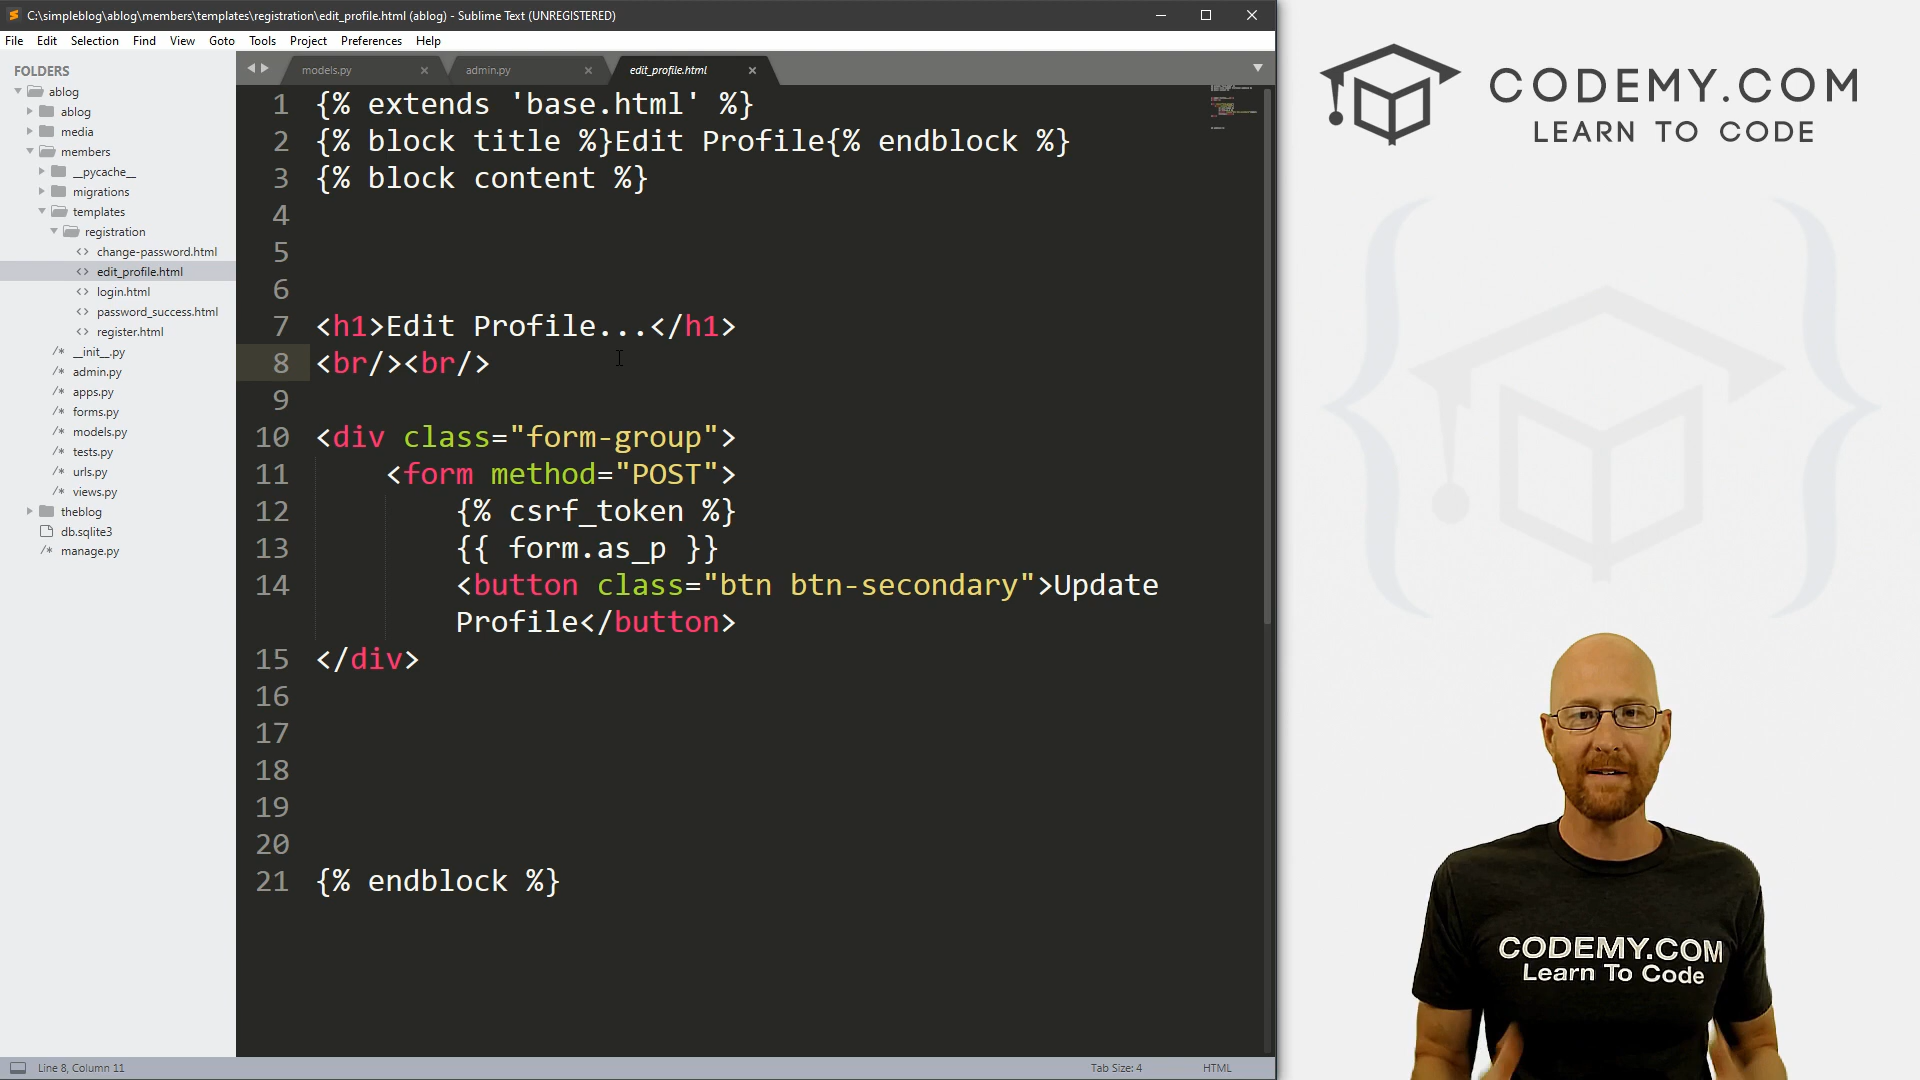 C:\simpleblog\ablog\members\templates\registration\edit_profile.html (ablog) - Sublime Text (UNREGISTERED)
File Edit Selection Find View Goto Tools Project Preferences Help
FOLDERS
ablog
ablog
media
members
__pycache__
migrations
templates
registration
change-password.html
edit_profile.html
login.html
password_success.html
register.html
__init__.py
admin.py
apps.py
forms.py
models.py
tests.py
urls.py
views.py
theblog
db.sqlite3
manage.py
models.py admin.py edit_profile.html
1 {% extends 'base.html' %}
2 {% block title %}Edit Profile{% endblock %}
3 {% block content %}
4
5
6
7 <h1>Edit Profile...</h1>
8 <br/><br/>
9
10 <div class="form-group">
11 <form method="POST">
12 {% csrf_token %}
13 {{ form.as_p }}
14 <button class="btn btn-secondary">Update
Profile</button>
15 </div>
16
17
18
19
20
21 {% endblock %}
Line 8, Column 11 Tab Size: 4 HTML
CODEMY.COM
LEARN TO CODE
CODEMY.COM
Learn To Code